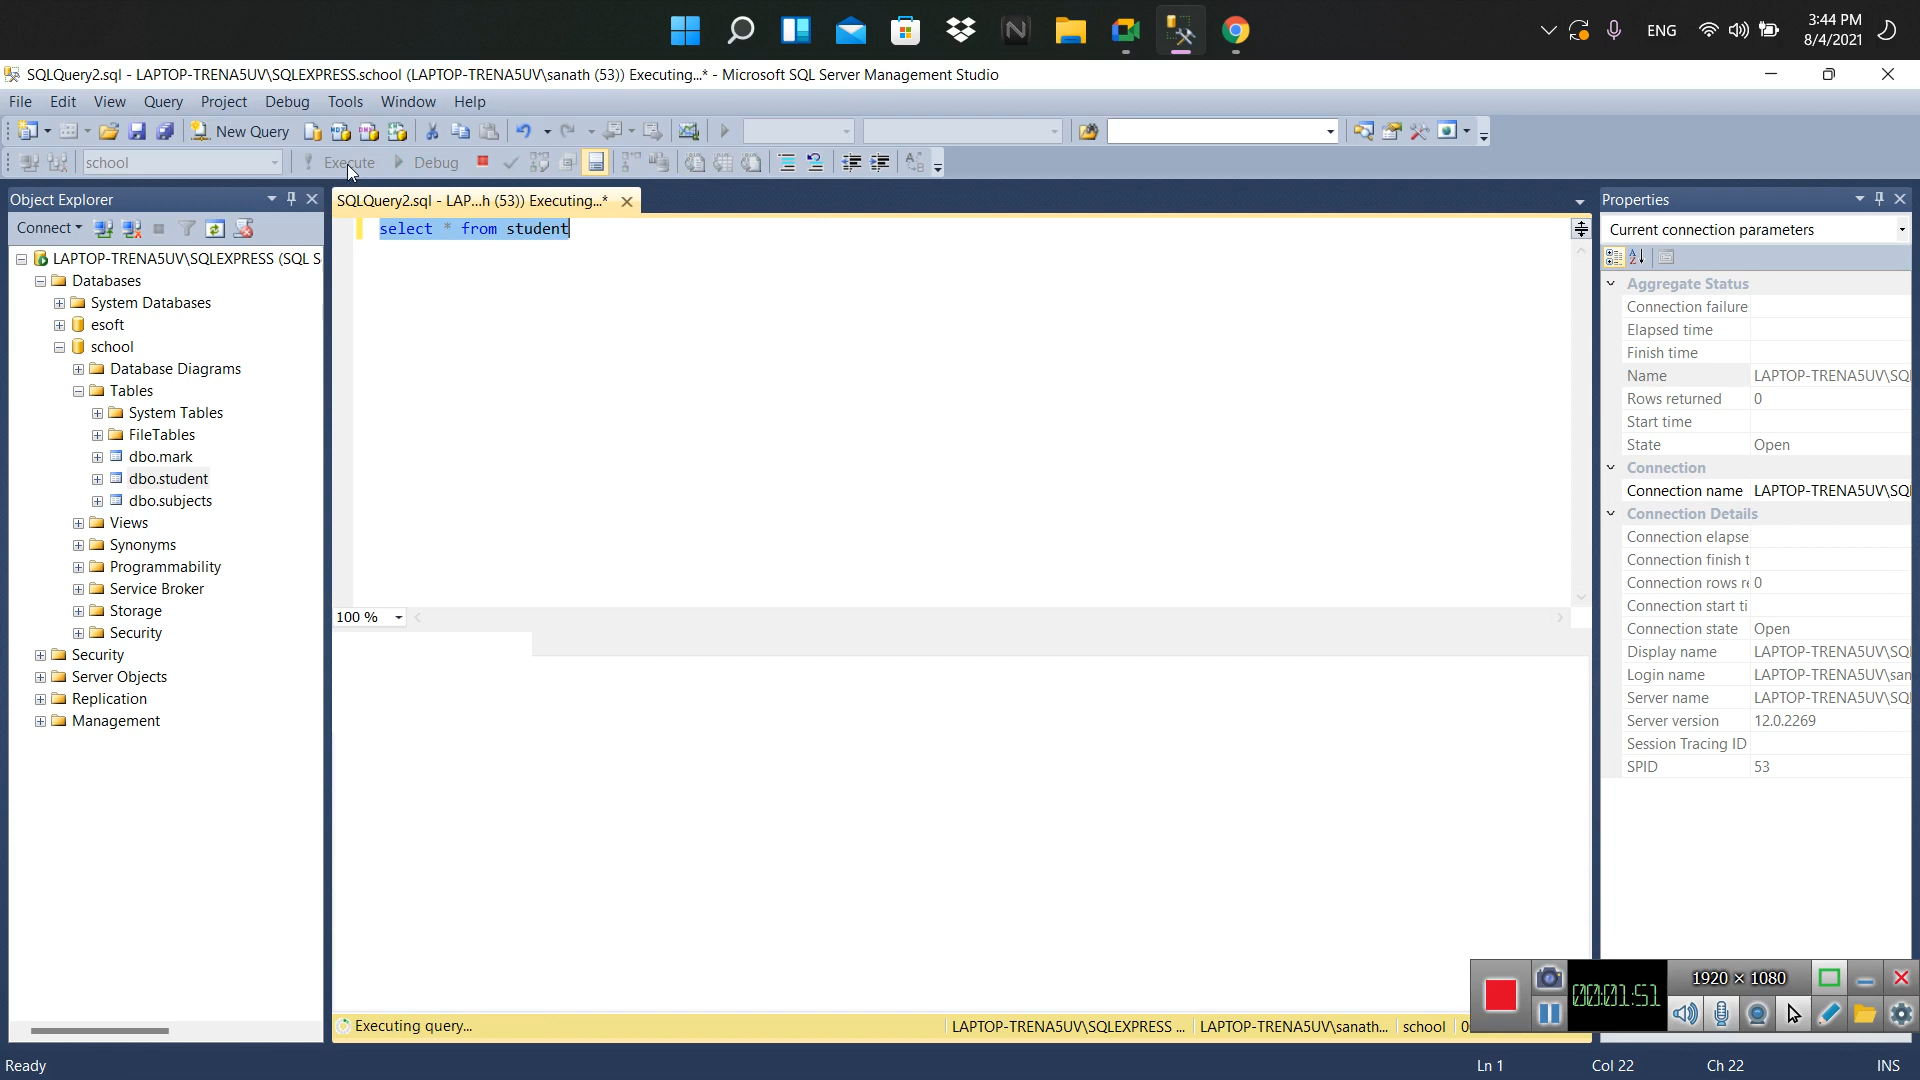 ENG
3:44 PM
8/4/2021
SQLQuery2.sql - LAPTOP-TRENA5UV\SQLEXPRESS.school (LAPTOP-TRENA5UV\sanath (53)) Executing...* - Microsoft SQL Server Management Studio
File Edit View Query Project Debug Tools Window Help
New Query
school Execute Debug
Object Explorer
Connect
LAPTOP-TRENA5UV\SQLEXPRESS (SQL S
Databases
System Databases
esoft
school
Database Diagrams
Tables
System Tables
FileTables
dbo.mark
dbo.student
dbo.subjects
Views
Synonyms
Programmability
Service Broker
Storage
Security
Security
Server Objects
Replication
Management
SQLQuery2.sql - LAP...h (53)) Executing...*
select * from student
100 %
Executing query...
LAPTOP-TRENA5UV\SQLEXPRESS ... LAPTOP-TRENA5UV\sanath... school 0
Properties
Current connection parameters
Aggregate Status
Connection failure
Elapsed time
Finish time
Name LAPTOP-TRENA5UV\SQ
Rows returned 0
Start time
State Open
Connection
Connection name LAPTOP-TRENA5UV\SQ
Connection Details
Connection elapse
Connection finish t
Connection rows re 0
Connection start ti
Connection state Open
Display name LAPTOP-TRENA5UV\SQ
Login name LAPTOP-TRENA5UV\san
Server name LAPTOP-TRENA5UV\SQ
Server version 12.0.2269
Session Tracing ID
SPID 53
00:01:51
1920 × 1080
Ready Ln 1 Col 22 Ch 22 INS